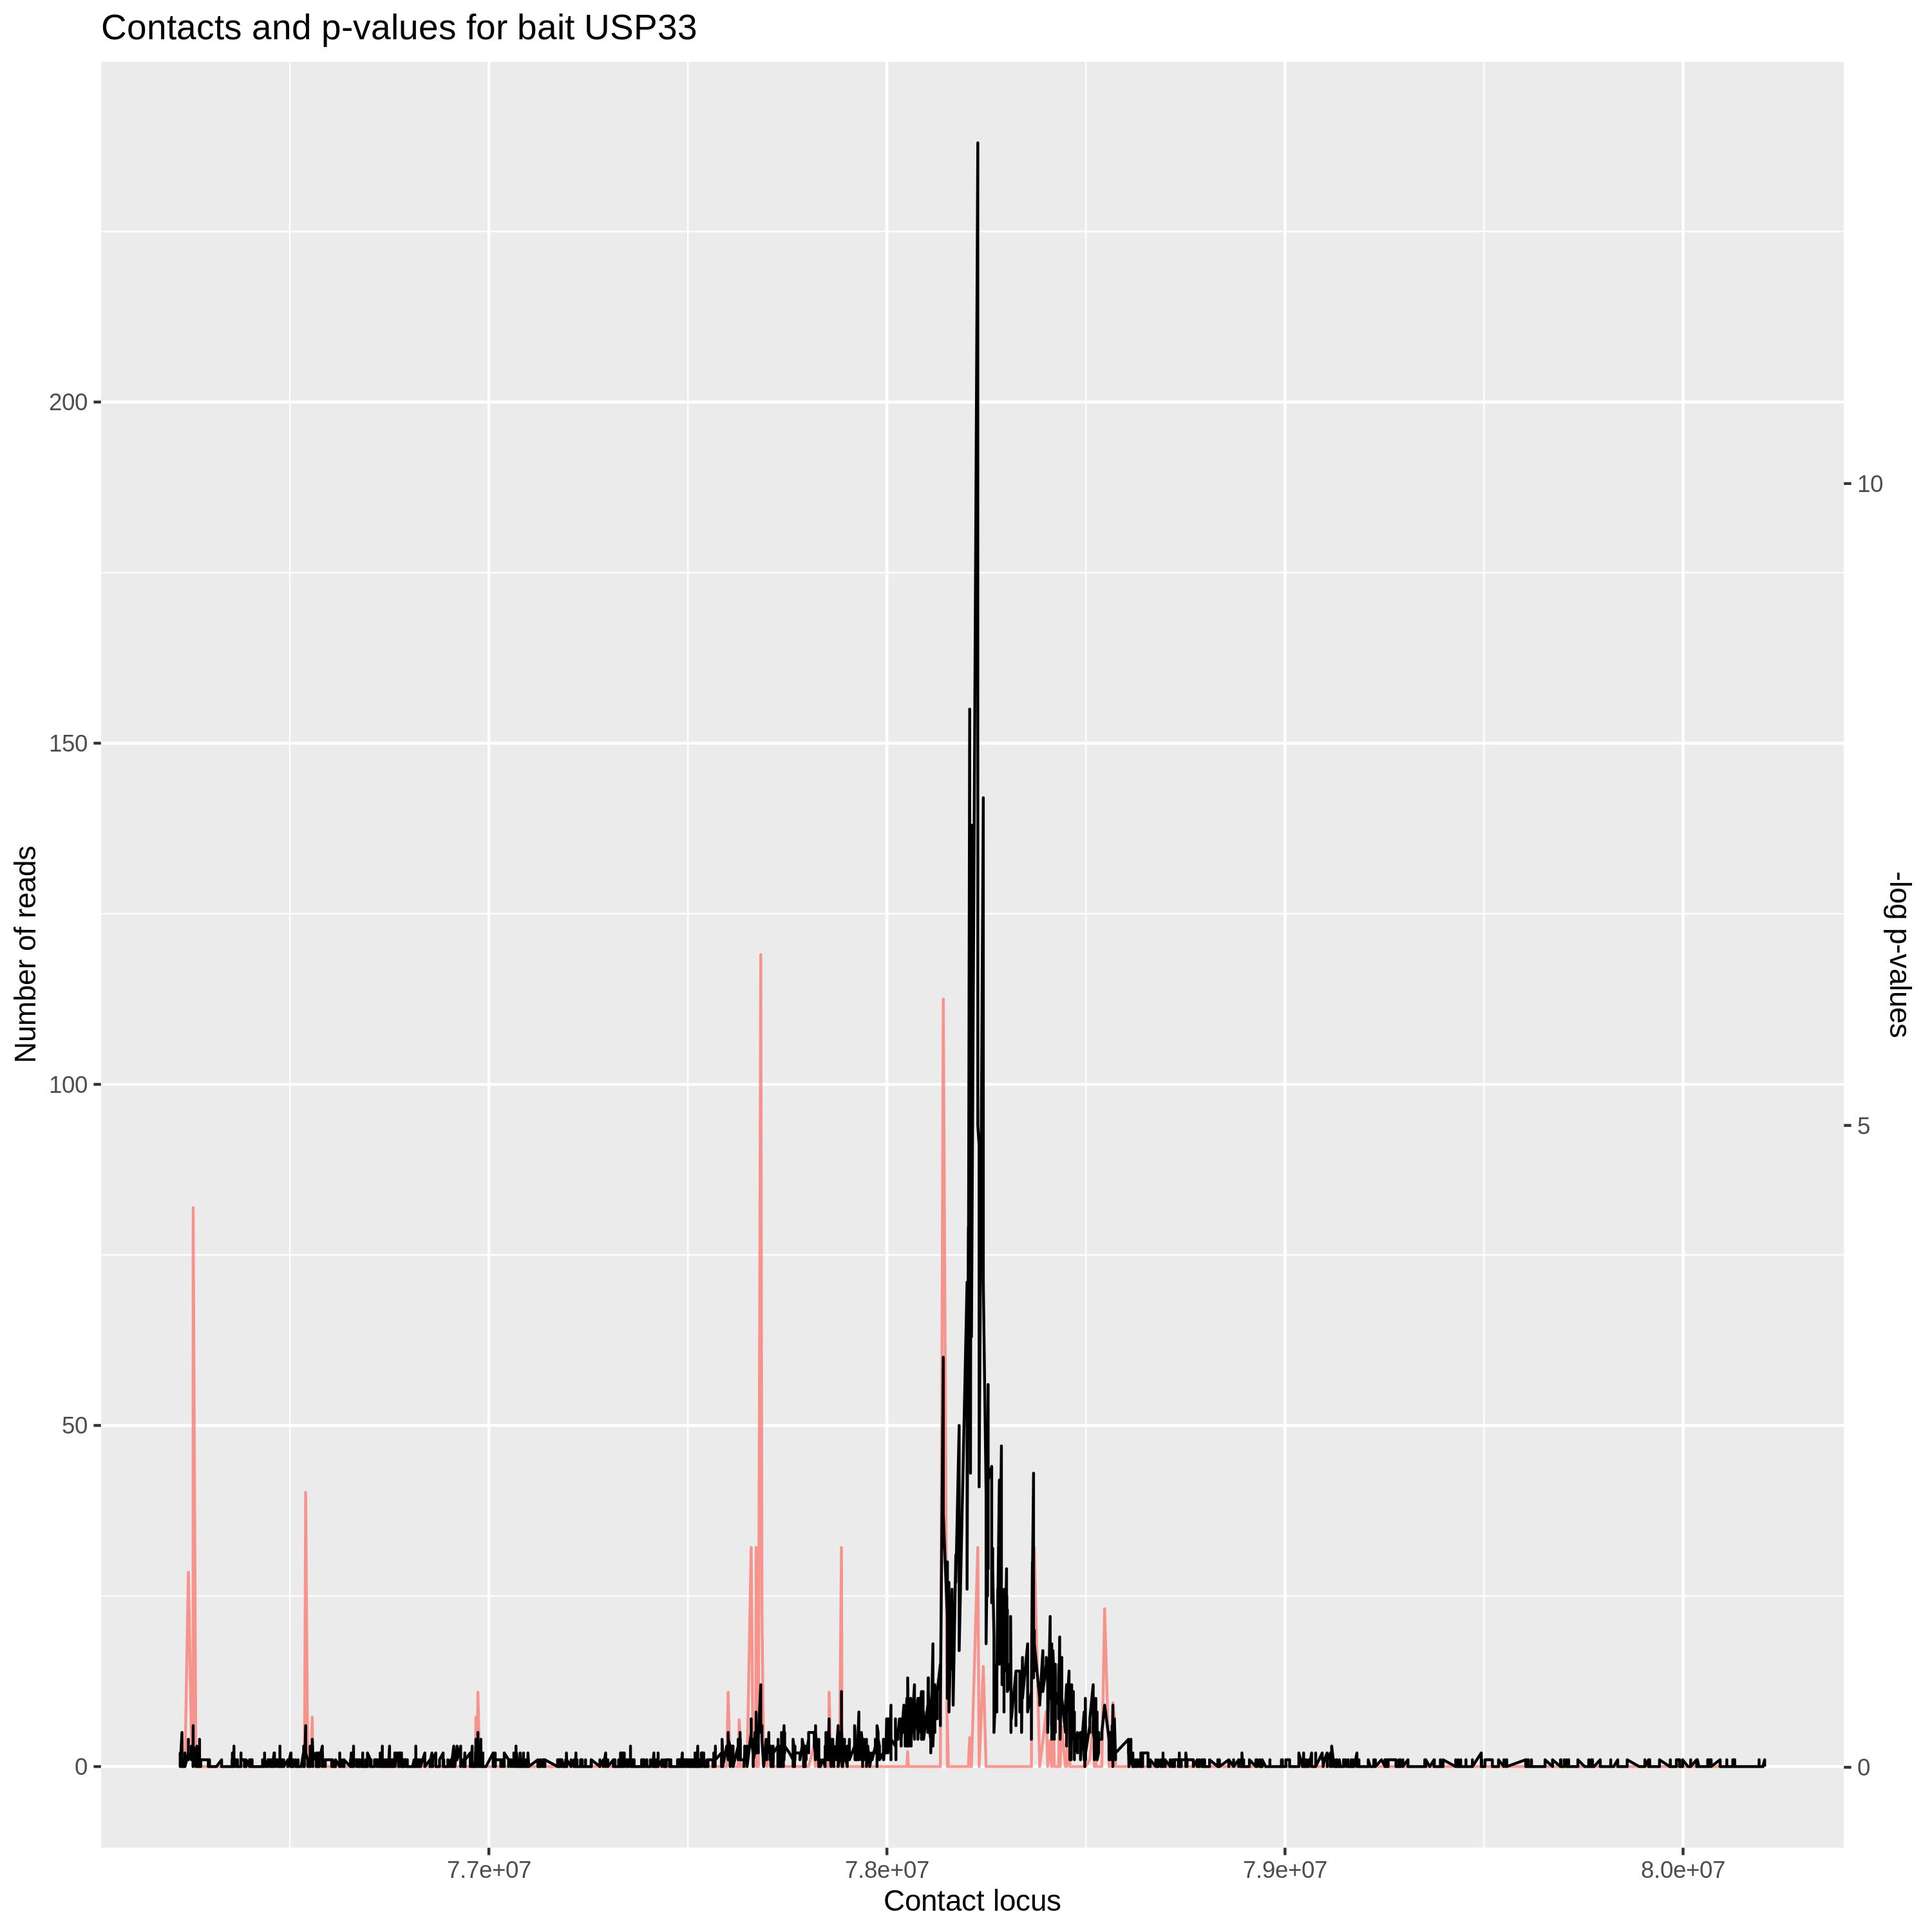 Contacts and p-values for bait USP33
200
150
100
50
0
10
5
0
Number of reads
-log p-values
7.7e+07
7.8e+07
7.9e+07
8.0e+07
Contact locus